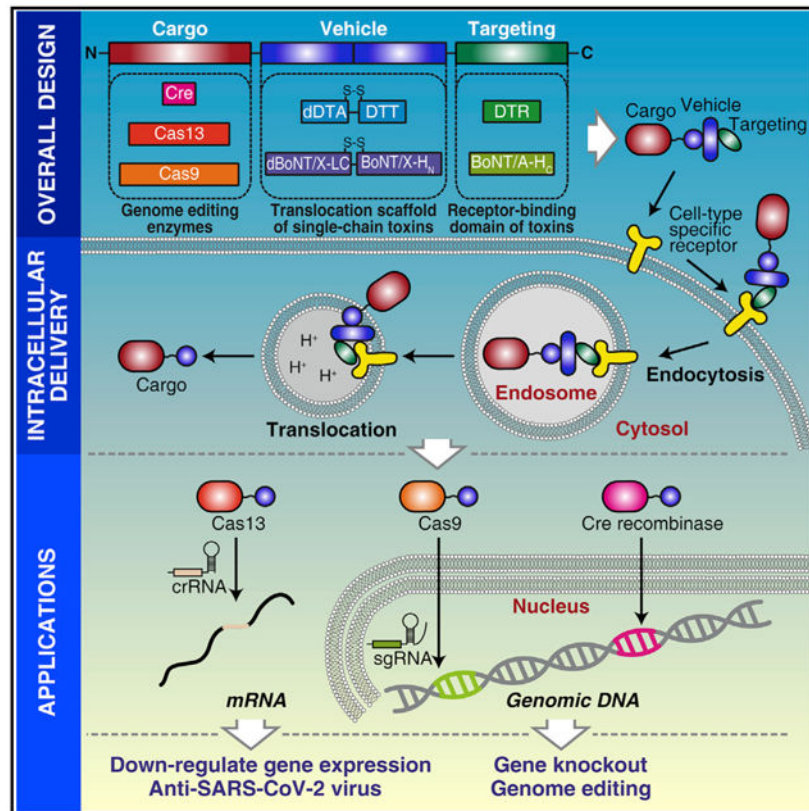 OVERALL DESIGN
Cargo
Vehicle
Targeting
N
C
Cre
Cas13
Cas9
Genome editing
enzymes
S-S
dDTA
DTT
S-S
dBoNT/X-LC
BoNT/X-HN
Translocation scaffold
of single-chain toxins
DTR
BoNT/A-HC
Receptor-binding
domain of toxins
Cargo
Vehicle
Targeting
Cell-type
specific
receptor
INTRACELLULAR
DELIVERY
Cargo
H+
H+
H+
Translocation
Endosome
Endocytosis
Cytosol
APPLICATIONS
Cas13
crRNA
mRNA
Cas9
sgRNA
Cre recombinase
Nucleus
Genomic DNA
Down-regulate gene expression
Anti-SARS-CoV-2 virus
Gene knockout
Genome editing